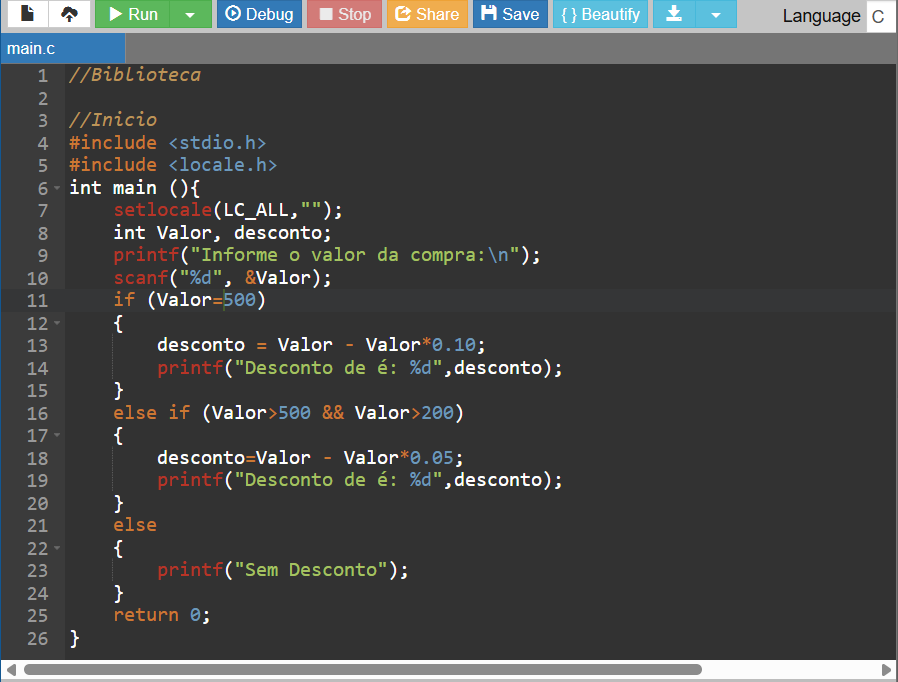 Run Debug Stop Share Save { } Beautify Language C
main.c
1 //Biblioteca
2
3 //Inicio
4 #include <stdio.h>
5 #include <locale.h>
6 int main (){
7 setlocale(LC_ALL,"");
8 int Valor, desconto;
9 printf("Informe o valor da compra:\n");
10 scanf("%d", &Valor);
11 if (Valor=500)
12 {
13 desconto = Valor - Valor*0.10;
14 printf("Desconto de é: %d",desconto);
15 }
16 else if (Valor>500 && Valor>200)
17 {
18 desconto=Valor - Valor*0.05;
19 printf("Desconto de é: %d",desconto);
20 }
21 else
22 {
23 printf("Sem Desconto");
24 }
25 return 0;
26 }